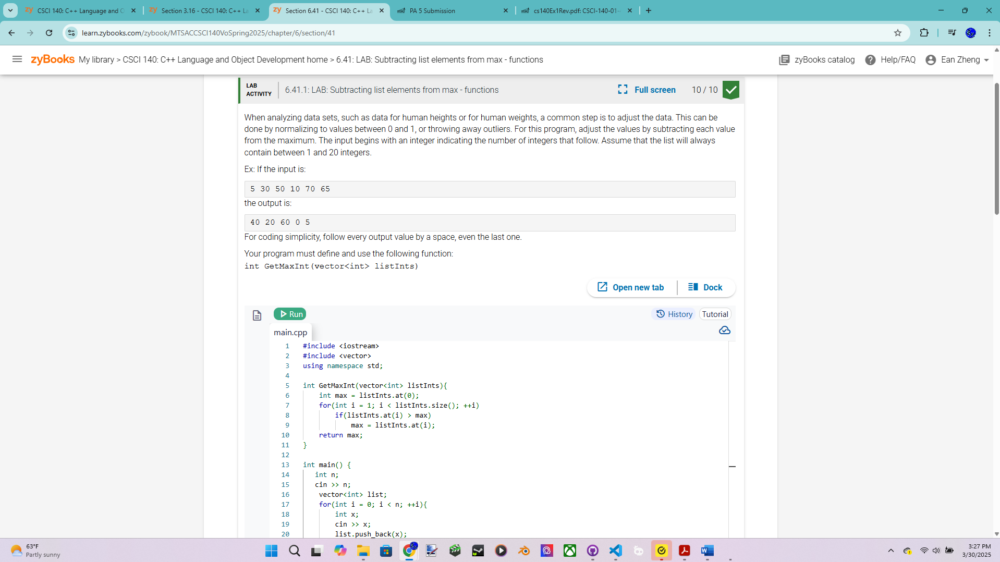 CSCI 140: C++ Language and O
Section 3.16 - CSCI 140: C++ La
Section 6.41 - CSCI 140: C++ La
PA 5 Submission
cs140Ex1Rev.pdf: CSCI-140-01-
learn.zybooks.com/zybook/MTSACCSCI140VoSpring2025/chapter/6/section/41
zyBooks My library > CSCI 140: C++ Language and Object Development home > 6.41: LAB: Subtracting list elements from max - functions
zyBooks catalog
Help/FAQ
Ean Zheng
LAB
ACTIVITY
6.41.1: LAB: Subtracting list elements from max - functions
Full screen
10 / 10
When analyzing data sets, such as data for human heights or for human weights, a common step is to adjust the data. This can be
done by normalizing to values between 0 and 1, or throwing away outliers. For this program, adjust the values by subtracting each value
from the maximum. The input begins with an integer indicating the number of integers that follow. Assume that the list will always
contain between 1 and 20 integers.
Ex: If the input is:
5 30 50 10 70 65
the output is:
40 20 60 0 5
For coding simplicity, follow every output value by a space, even the last one.
Your program must define and use the following function:
int GetMaxInt(vector<int> listInts)
Open new tab
Dock
Run
History
Tutorial
main.cpp
1 #include <iostream>
2 #include <vector>
3 using namespace std;
4
5 int GetMaxInt(vector<int> listInts){
6 int max = listInts.at(0);
7 for(int i = 1; i < listInts.size(); ++i)
8 if(listInts.at(i) > max)
9 max = listInts.at(i);
10 return max;
11 }
12
13 int main() {
14 int n;
15 cin >> n;
16 vector<int> list;
17 for(int i = 0; i < n; ++i){
18 int x;
19 cin >> x;
20 list.push_back(x);
63°F
Partly sunny
3:27 PM
3/30/2025